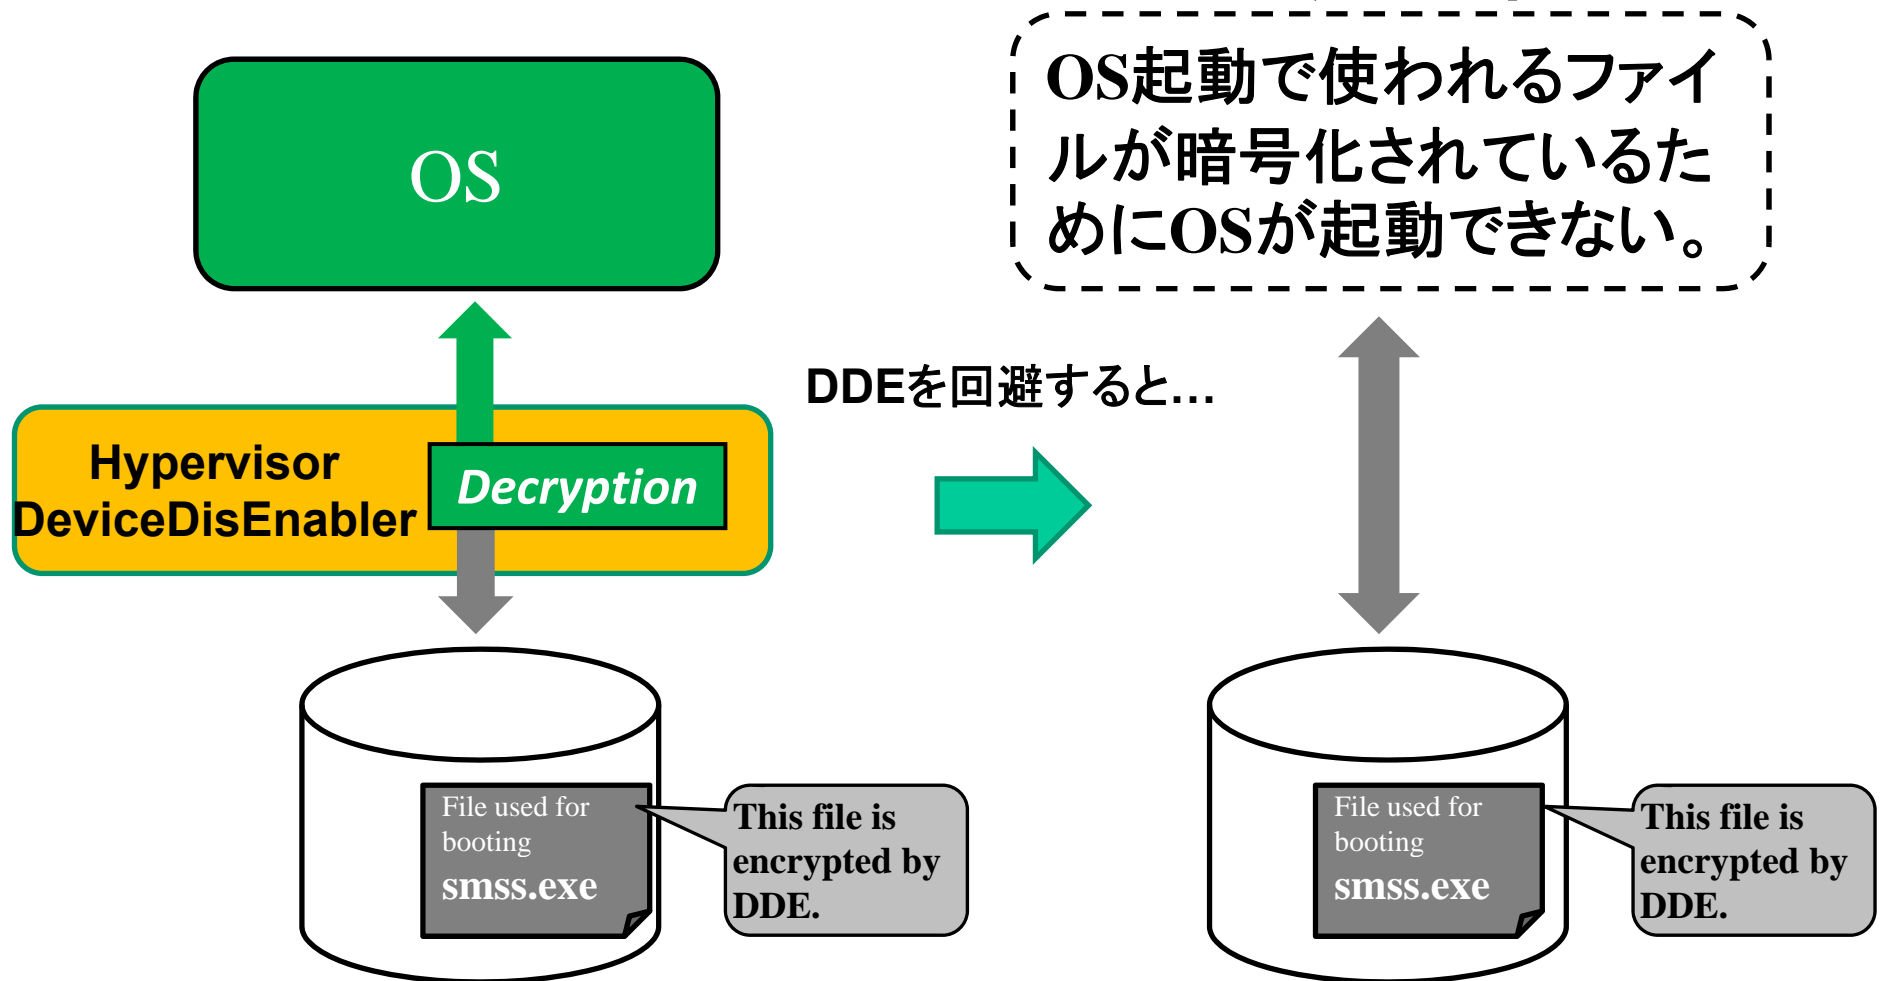 OS
OS起動で使われるファイ
ルが暗号化されているた
めにOSが起動できない。
DDEを回避すると…
Hypervisor
DeviceDisEnabler
Decryption
File used for
booting
smss.exe
This file is
encrypted by
DDE.
File used for
booting
smss.exe
This file is
encrypted by
DDE.